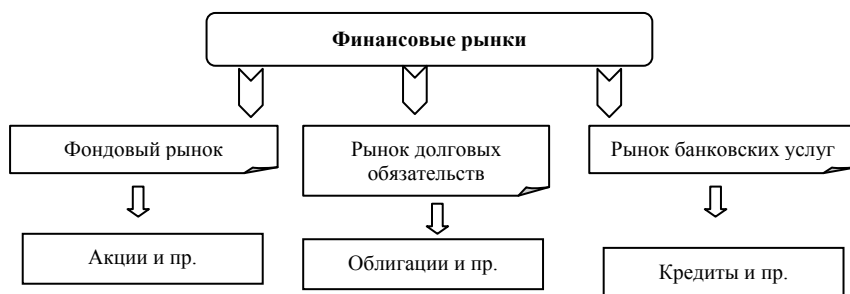 Финансовые рынки
Фондовый рынок
Рынок долговых
обязательств
Рынок банковских услуг
Акции и пр.
Облигации и пр.
Кредиты и пр.